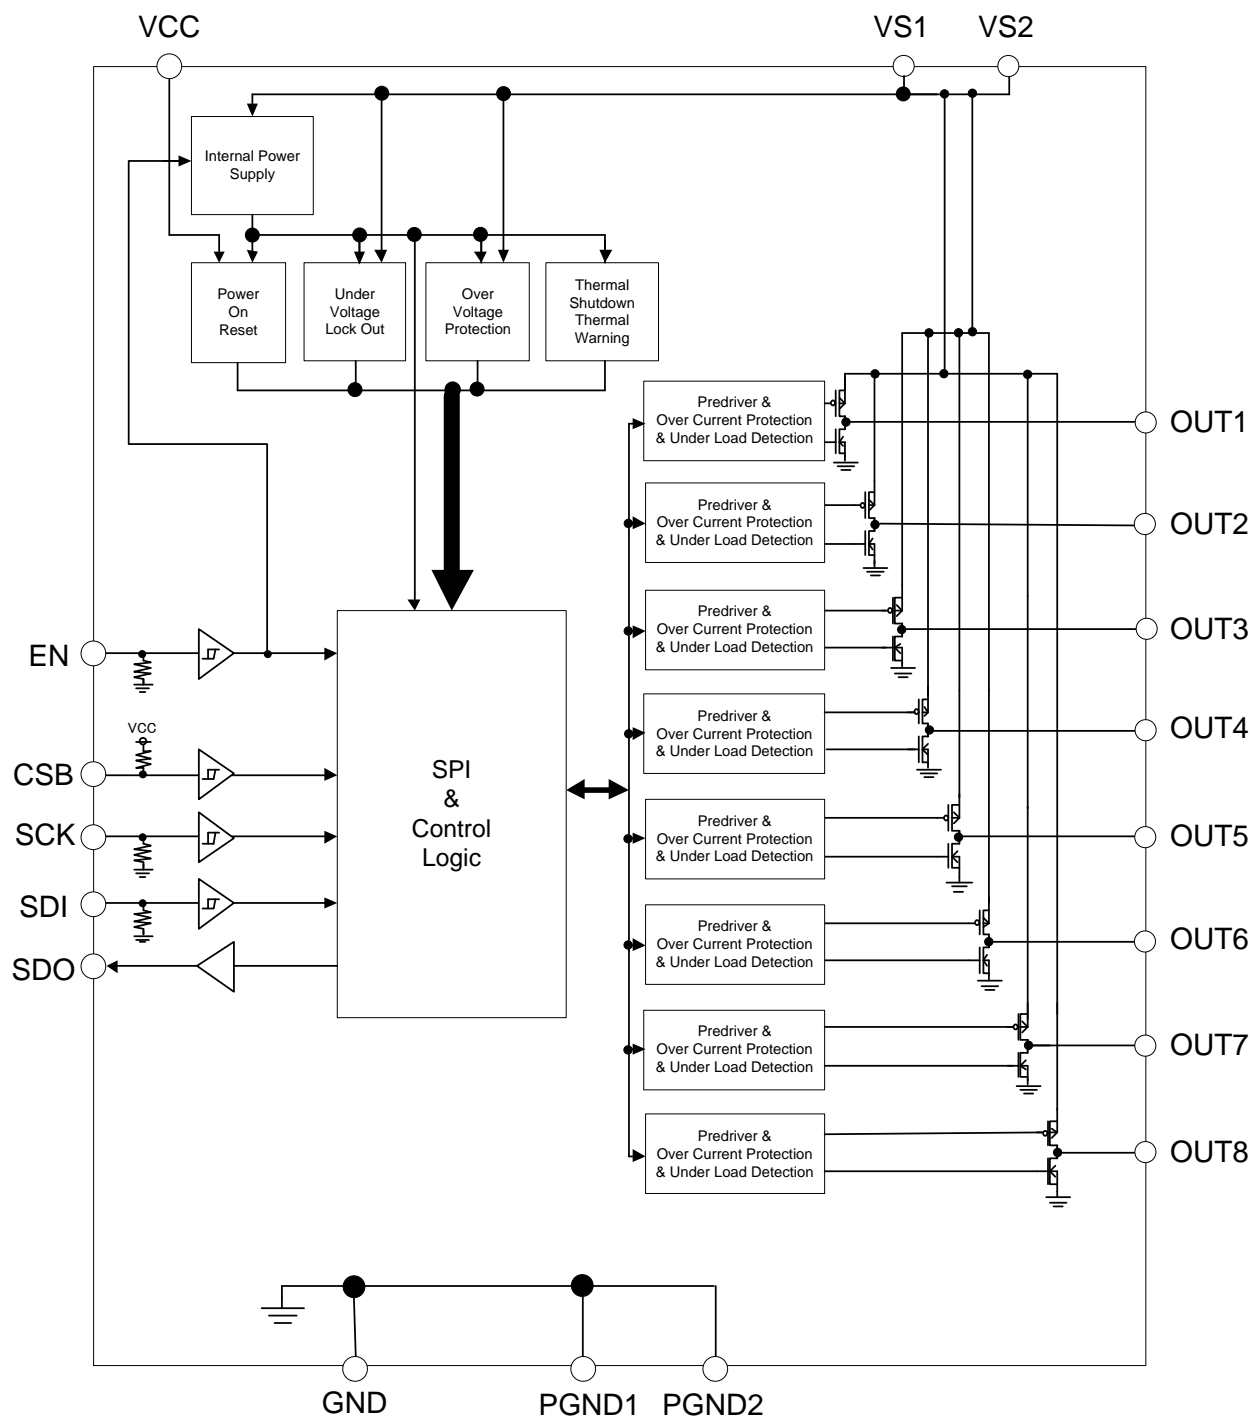 VCC
VS1
VS2
Internal Power
Supply
Power
On
Reset
Under
Voltage
Lock Out
Over
Voltage
Protection
Thermal
Shutdown
Thermal
Warning
Predriver &
Over Current Protection
& Under Load Detection
OUT1
Predriver &
Over Current Protection
& Under Load Detection
OUT2
Predriver &
Over Current Protection
& Under Load Detection
OUT3
Predriver &
Over Current Protection
& Under Load Detection
OUT4
Predriver &
Over Current Protection
& Under Load Detection
OUT5
Predriver &
Over Current Protection
& Under Load Detection
OUT6
Predriver &
Over Current Protection
& Under Load Detection
OUT7
Predriver &
Over Current Protection
& Under Load Detection
OUT8
EN
VCC
CSB
SCK
SDI
SDO
SPI
&
Control
Logic
GND
PGND1
PGND2